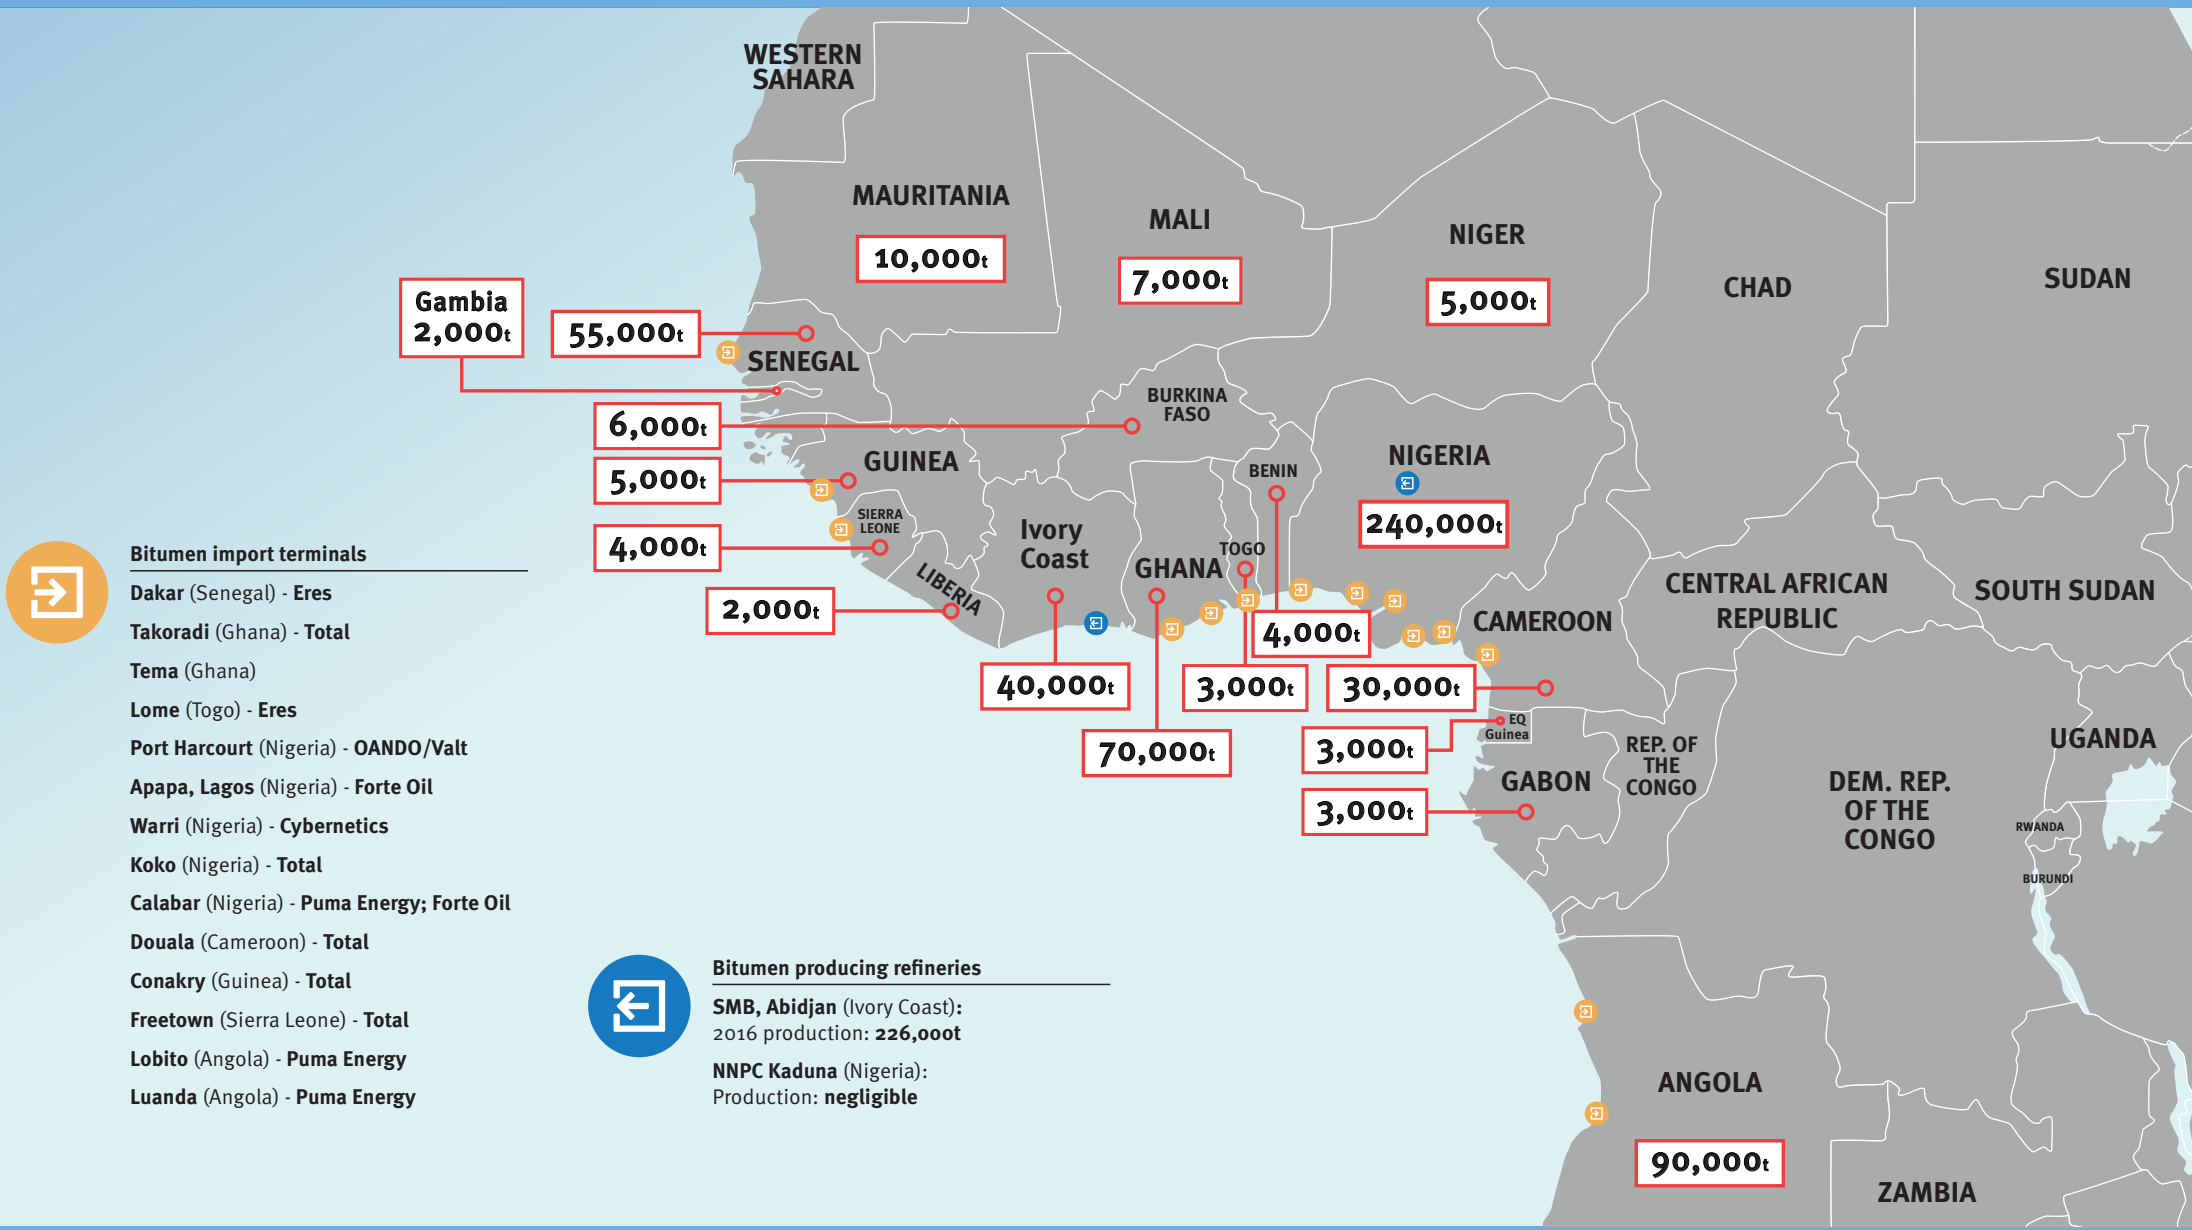 WESTERN
SAHARA
MAURITANIA
10,000t
MALI
7,000t
NIGER
5,000t
CHAD
SUDAN
Gambia
2,000t
55,000t
SENEGAL
6,000t
BURKINA
FASO
5,000t
GUINEA
BENIN
NIGERIA
240,000t
4,000t
SIERRA
LEONE
Ivory
Coast
GHANA
TOGO
2,000t
LIBERIA
4,000t
CAMEROON
CENTRAL AFRICAN
REPUBLIC
SOUTH SUDAN
40,000t
3,000t
30,000t
70,000t
3,000t
EQ
Guinea
REP. OF
THE
CONGO
UGANDA
3,000t
GABON
DEM. REP.
OF THE
CONGO
RWANDA
BURUNDI
ANGOLA
90,000t
ZAMBIA
Bitumen import terminals
Dakar (Senegal) - Eres
Takoradi (Ghana) - Total
Tema (Ghana)
Lome (Togo) - Eres
Port Harcourt (Nigeria) - OANDO/Valt
Apapa, Lagos (Nigeria) - Forte Oil
Warri (Nigeria) - Cybernetics
Koko (Nigeria) - Total
Calabar (Nigeria) - Puma Energy; Forte Oil
Douala (Cameroon) - Total
Conakry (Guinea) - Total
Freetown (Sierra Leone) - Total
Lobito (Angola) - Puma Energy
Luanda (Angola) - Puma Energy
Bitumen producing refineries
SMB, Abidjan (Ivory Coast):
2016 production: 226,000t
NNPC Kaduna (Nigeria):
Production: negligible